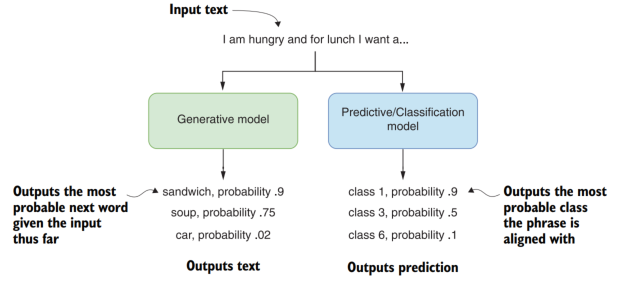 Input text
I am hungry and for lunch I want a...
Generative model
Predictive/Classification
model
Outputs the most
probable next word
given the input
thus far
sandwich, probability .9
soup, probability .75
car, probability .02
class 1, probability .9
class 3, probability .5
class 6, probability .1
Outputs the most
probable class
the phrase is
aligned with
Outputs text
Outputs prediction